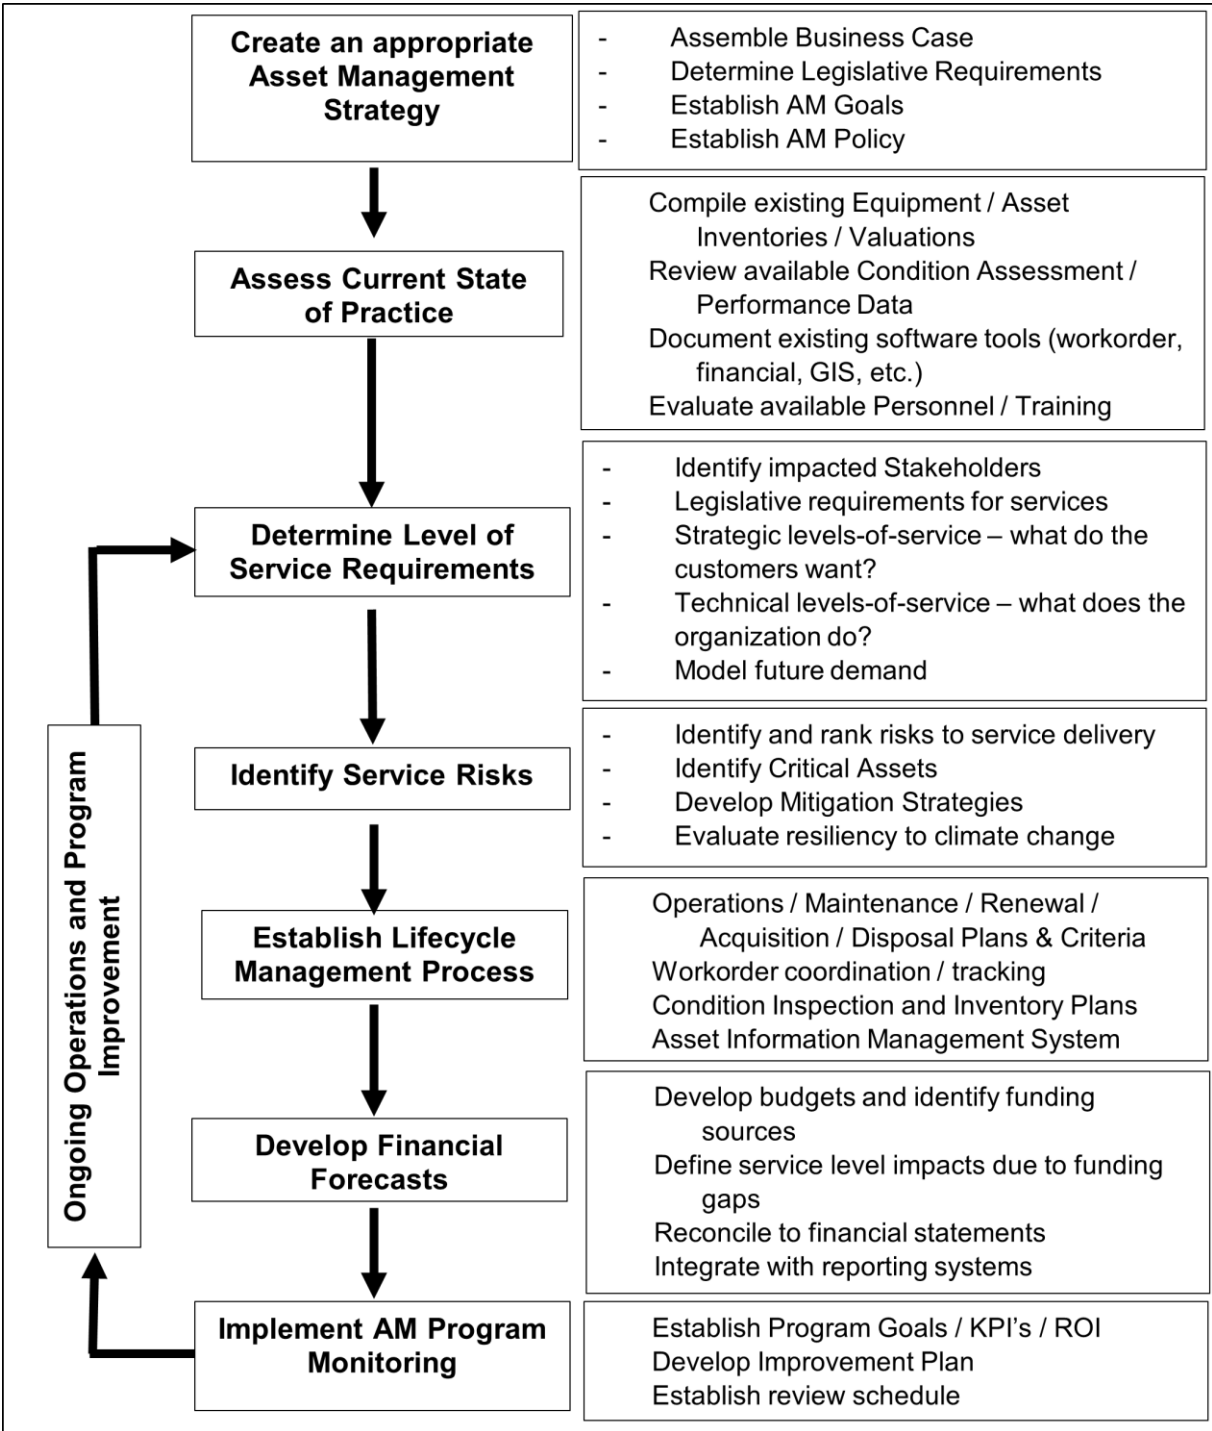 Create an appropriate
Asset Management
Strategy
- Assemble Business Case
- Determine Legislative Requirements
- Establish AM Goals
- Establish AM Policy
Assess Current State
of Practice
Compile existing Equipment / Asset
Inventories / Valuations
Review available Condition Assessment /
Performance Data
Document existing software tools (workorder,
financial, GIS, etc.)
Evaluate available Personnel / Training
Determine Level of
Service Requirements
- Identify impacted Stakeholders
- Legislative requirements for services
- Strategic levels-of-service – what do the
customers want?
- Technical levels-of-service – what does the
organization do?
- Model future demand
Identify Service Risks
- Identify and rank risks to service delivery
- Identify Critical Assets
- Develop Mitigation Strategies
- Evaluate resiliency to climate change
Establish Lifecycle
Management Process
Operations / Maintenance / Renewal /
Acquisition / Disposal Plans & Criteria
Workorder coordination / tracking
Condition Inspection and Inventory Plans
Asset Information Management System
Develop Financial
Forecasts
Develop budgets and identify funding
sources
Define service level impacts due to funding
gaps
Reconcile to financial statements
Integrate with reporting systems
Implement AM Program
Monitoring
Establish Program Goals / KPI’s / ROI
Develop Improvement Plan
Establish review schedule
Ongoing Operations and Program
Improvement